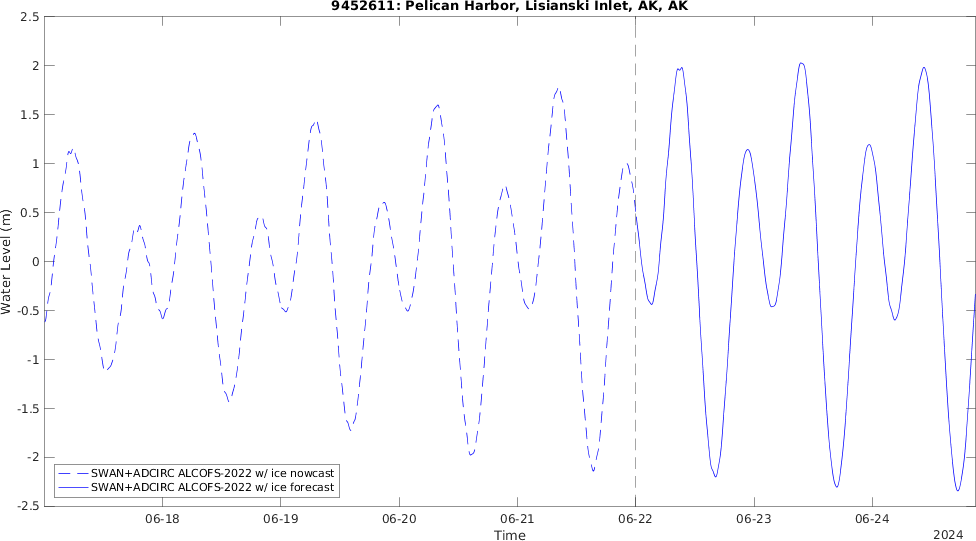 9452611: Pelican Harbor, Lisianski Inlet, AK, AK
2.5
2
1.5
1
0.5
0
-0.5
-1
-1.5
-2
-2.5
Water Level (m)
SWAN+ADCIRC ALCOFS-2022 w/ ice nowcast
SWAN+ADCIRC ALCOFS-2022 w/ ice forecast
06-18 06-19 06-20 06-21 06-22 06-23 06-24
Time
2024